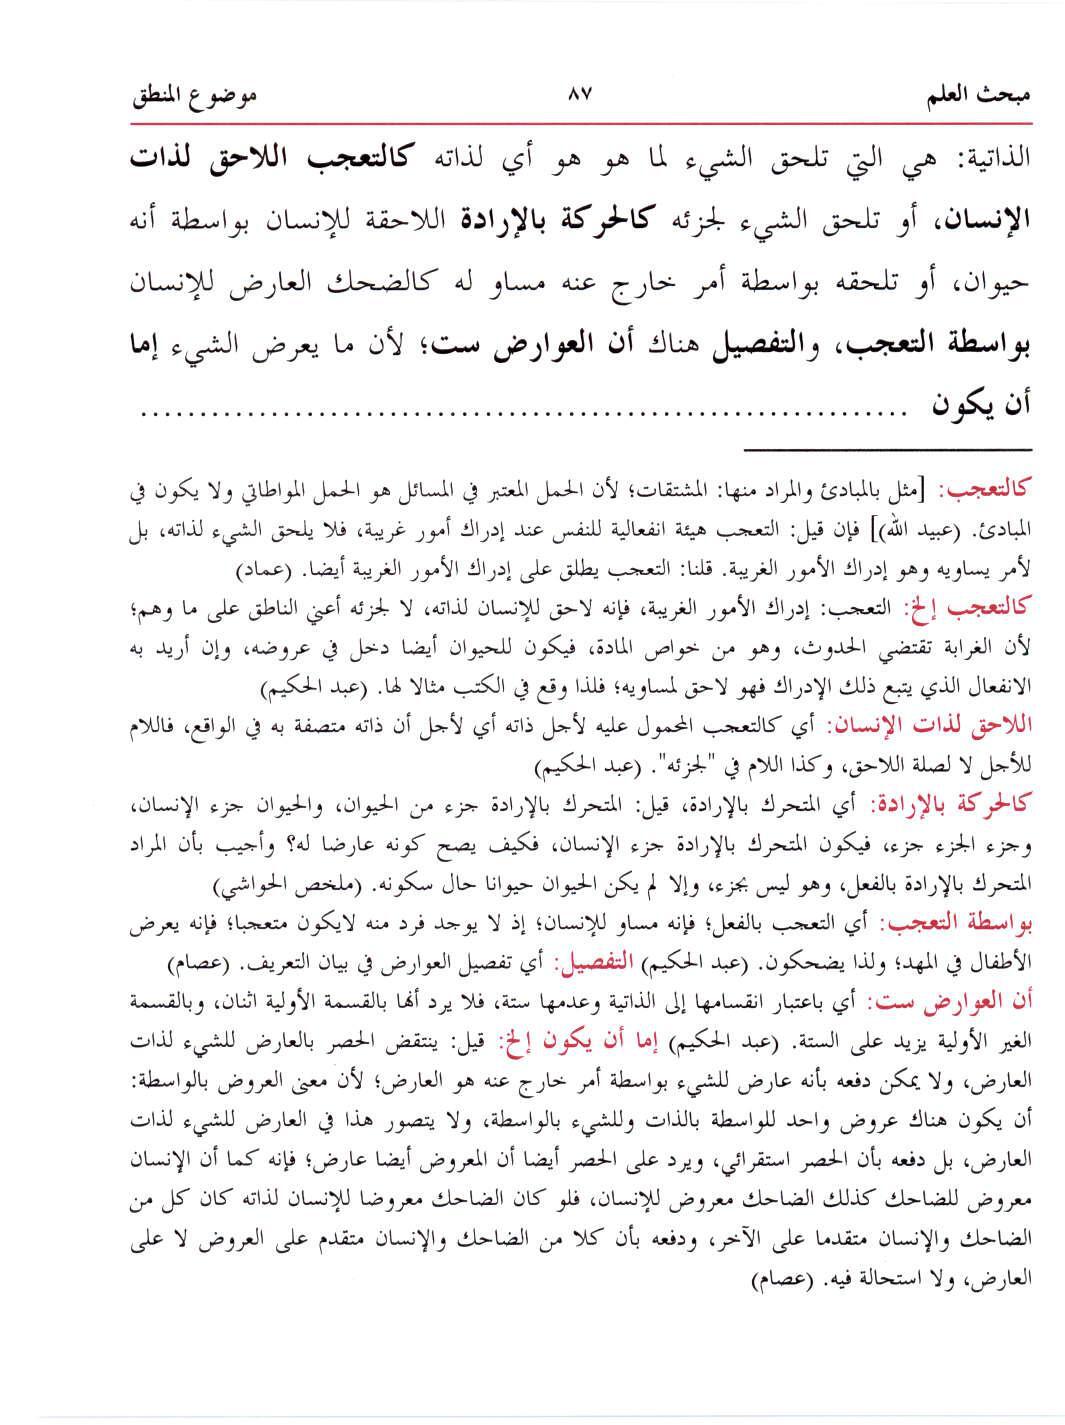 مبحث العلم ٨٧ موضوع المنطق
الذاتية: هي التي تلحق الشيء لما هو هو أي لذاته كالتعجب اللاحق لذات
الإنسان، أو تلحق الشيء لجزئه كالحركة بالإرادة اللاحقة للإنسان بواسطة أنه
حيوان، أو تلحقه بواسطة أمر خارج عنه مساو له كالضحك العارض للإنسان
بواسطة التعجب، والتفصيل هناك أن العوارض ست؛ لأن ما يعرض الشيء إما
أن يكون ................................................................
كالتعجب: [مثل بالمبادئ والمراد منها: المشتقات؛ لأن الحمل المعتبر في المسائل هو الحمل المواطاتي ولا يكون في
المبادئ. (عبيد الله)] فإن قيل: التعجب هيئة انفعالية للنفس عند إدراك أمور غريبة، فلا يلحق الشيء لذاته، بل
لأمر يساويه وهو إدراك الأمور الغريبة. قلنا: التعجب يطلق على إدراك الأمور الغريبة أيضا. (عماد)
كالتعجب إلخ: التعجب: إدراك الأمور الغريبة، فإنه لاحق للإنسان لذاته، لا لجزئه أعني الناطق على ما وهم؛
لأن الغرابة تقتضي الحدوث، وهو من خواص المادة، فيكون للحيوان أيضا دخل في عروضه، وإن أريد به
الانفعال الذي يتبع ذلك الإدراك فهو لاحق لمساويه؛ فلذا وقع في الكتب مثالا لها. (عبد الحكيم)
اللاحق لذات الإنسان: أي كالتعجب المحمول عليه لأجل ذاته أي لأجل أن ذاته متصفة به في الواقع، فاللام
للأجل لا لصلة اللاحق، وكذا اللام في "لجزئه". (عبد الحكيم)
كالحركة بالإرادة: أي المتحرك بالإرادة، قيل: المتحرك بالإرادة جزء من الحيوان، والحيوان جزء الإنسان،
وجزء الجزء جزء، فيكون المتحرك بالإرادة جزء الإنسان، فكيف يصح كونه عارضا له؟ وأجيب بأن المراد
المتحرك بالإرادة بالفعل، وهو ليس بجزء، وإلا لم يكن الحيوان حيوانا حال سكونه. (ملخص الحواشي)
بواسطة التعجب: أي التعجب بالفعل؛ فإنه مساو للإنسان؛ إذ لا يوجد فرد منه لايكون متعجبا؛ فإنه يعرض
الأطفال في المهد؛ ولذا يضحكون. (عبد الحكيم) التفصيل: أي تفصيل العوارض في بيان التعريف. (عصام)
أن العوارض ست: أي باعتبار انقسامها إلى الذاتية وعدمها ستة، فلا يرد أنها بالقسمة الأولية اثنان، وبالقسمة
الغير الأولية يزيد على الستة. (عبد الحكيم) إما أن يكون إلخ: قيل: ينتقض الحصر بالعارض للشيء لذات
العارض، ولا يمكن دفعه بأنه عارض للشيء بواسطة أمر خارج عنه هو العارض؛ لأن معنى العروض بالواسطة:
أن يكون هناك عروض واحد للواسطة بالذات وللشيء بالواسطة، ولا يتصور هذا في العارض للشيء لذات
العارض، بل دفعه بأن الحصر استقرائي، ويرد على الحصر أيضا أن المعروض أيضا عارض؛ فإنه كما أن الإنسان
معروض للضاحك كذلك الضاحك معروض للإنسان، فلو كان الضاحك معروضا للإنسان لذاته كان كل من
الضاحك والإنسان متقدما على الآخر، ودفعه بأن كلا من الضاحك والإنسان متقدم على العروض لا على
العارض، ولا استحالة فيه. (عصام)